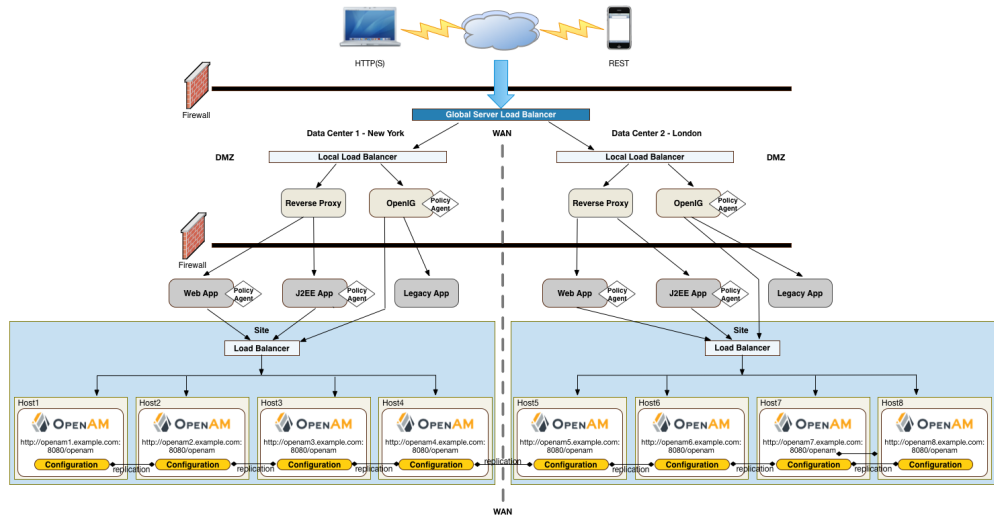 HTTP(S)
REST
Firewall
Global Server Load Balancer
Data Center 1 - New York
WAN
Data Center 2 - London
DMZ
Local Load Balancer
Local Load Balancer
DMZ
Reverse Proxy
OpenIG
Policy
Agent
Reverse Proxy
OpenIG
Policy
Agent
Firewall
Web App
Policy
Agent
J2EE App
Policy
Agent
Legacy App
Web App
Policy
Agent
J2EE App
Policy
Agent
Legacy App
Site
Load Balancer
Site
Load Balancer
Host1
OPENAM
http://openam1.example.com:
8080/openam
Configuration
replication
Host2
OPENAM
http://openam2.example.com:
8080/openam
Configuration
replication
Host3
OPENAM
http://openam3.example.com:
8080/openam
Configuration
replication
Host4
OPENAM
http://openam4.example.com:
8080/openam
Configuration
replication
Host5
OPENAM
http://openam5.example.com:
8080/openam
Configuration
replication
Host6
OPENAM
http://openam6.example.com:
8080/openam
Configuration
replication
Host7
OPENAM
http://openam7.example.com:
8080/openam
Configuration
replication
Host8
OPENAM
http://openam8.example.com:
8080/openam
Configuration
WAN